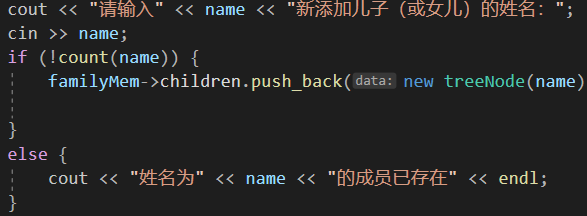 cout << "请输入" << name << "新添加儿子（或女儿）的姓名：";
cin >> name;
if (!count(name)) {
familyMem->children.push_back(data: new treeNode(name)
}
else {
cout << "姓名为" << name << "的成员已存在" << endl;
}